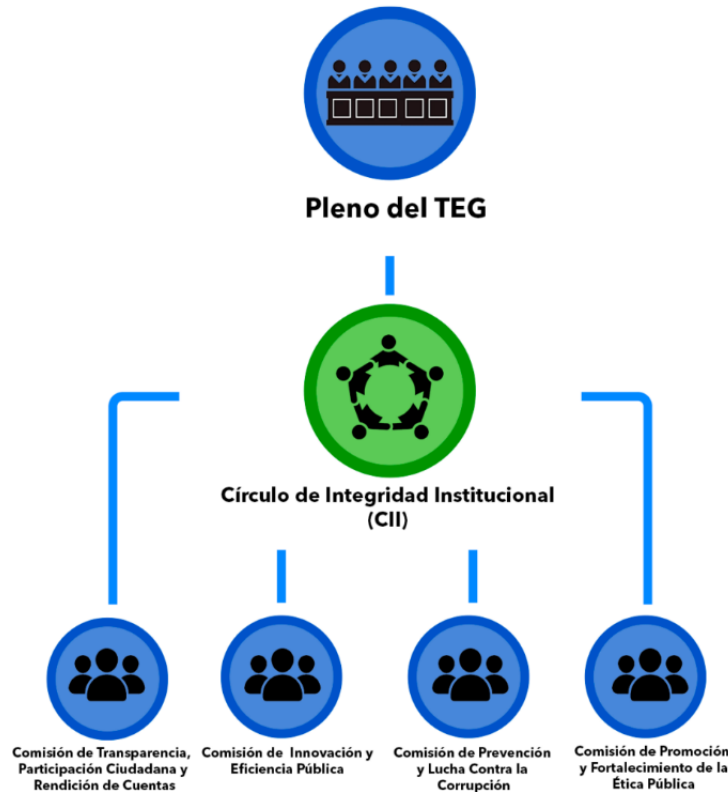 Pleno del TEG
Círculo de Integridad Institucional
(CII)
Comisión de Transparencia,
Participación Ciudadana y
Rendición de Cuentas
Comisión de Innovación y
Eficiencia Pública
Comisión de Prevención
y Lucha Contra la
Corrupción
Comisión de Promoción
y Fortalecimiento de la
Ética Pública